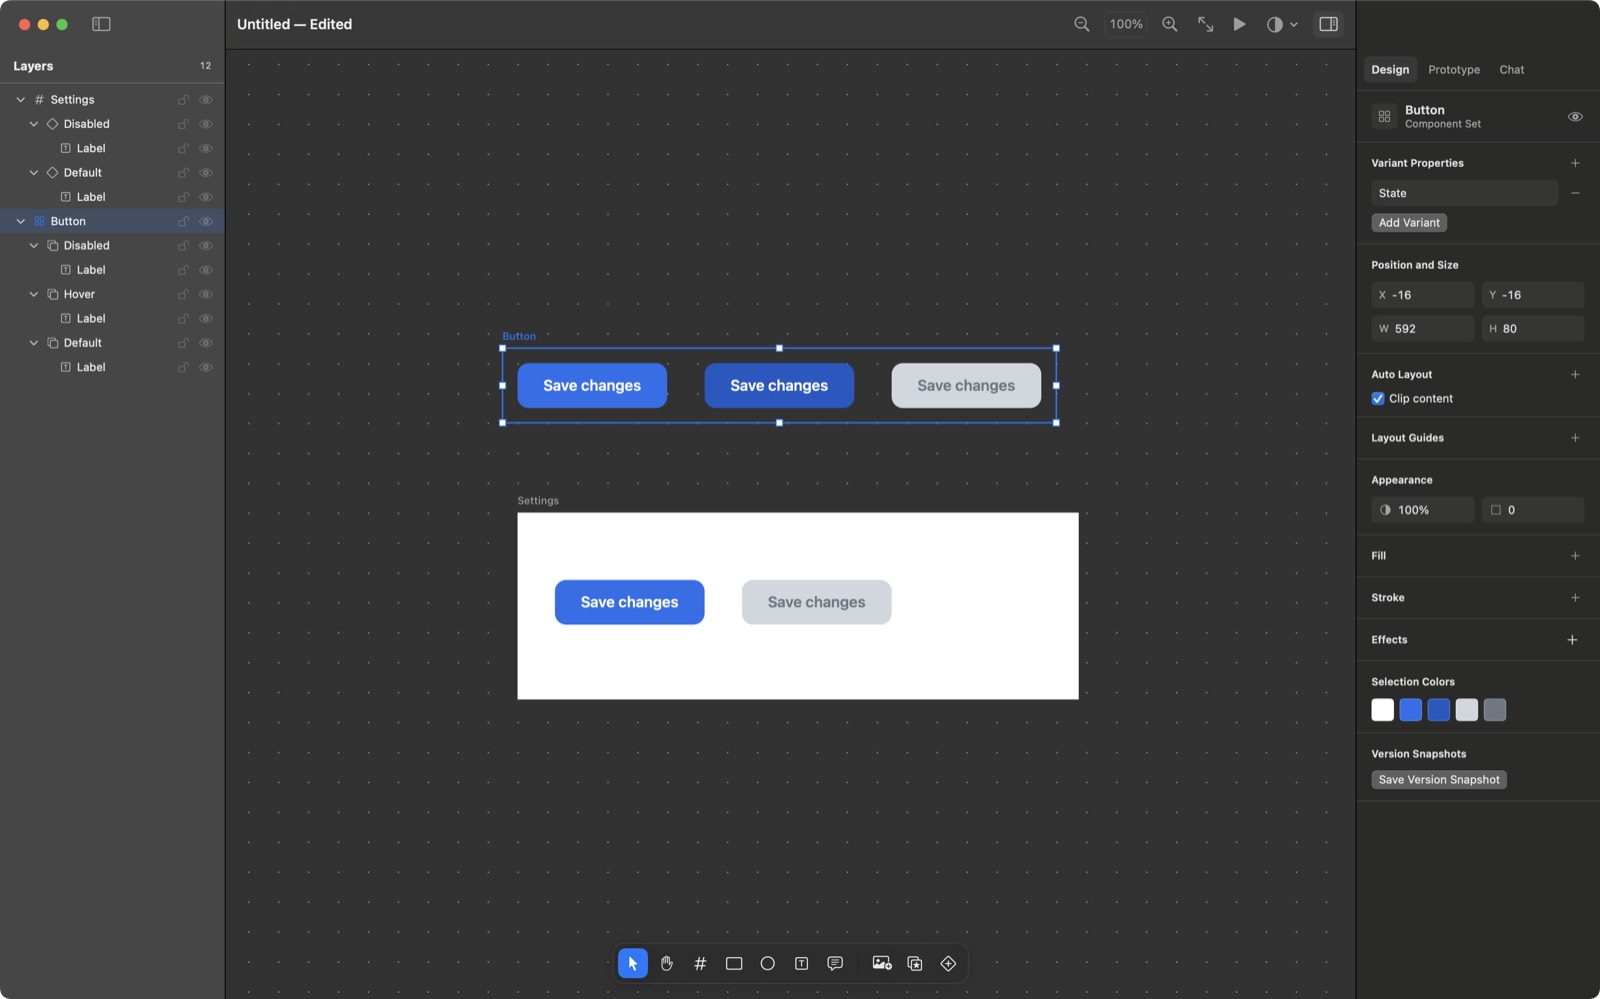 Untitled — Edited
100%
Layers
12
Settings
Disabled
Label
Default
Label
Button
Disabled
Label
Hover
Label
Default
Label
Button
Save changes
Save changes
Save changes
Settings
Save changes
Save changes
Design Prototype Chat
Button
Component Set
Variant Properties
State
Add Variant
Position and Size
X -16 Y -16
W 592 H 80
Auto Layout
Clip content
Layout Guides
Appearance
100% 0
Fill
Stroke
Effects
Selection Colors
Version Snapshots
Save Version Snapshot